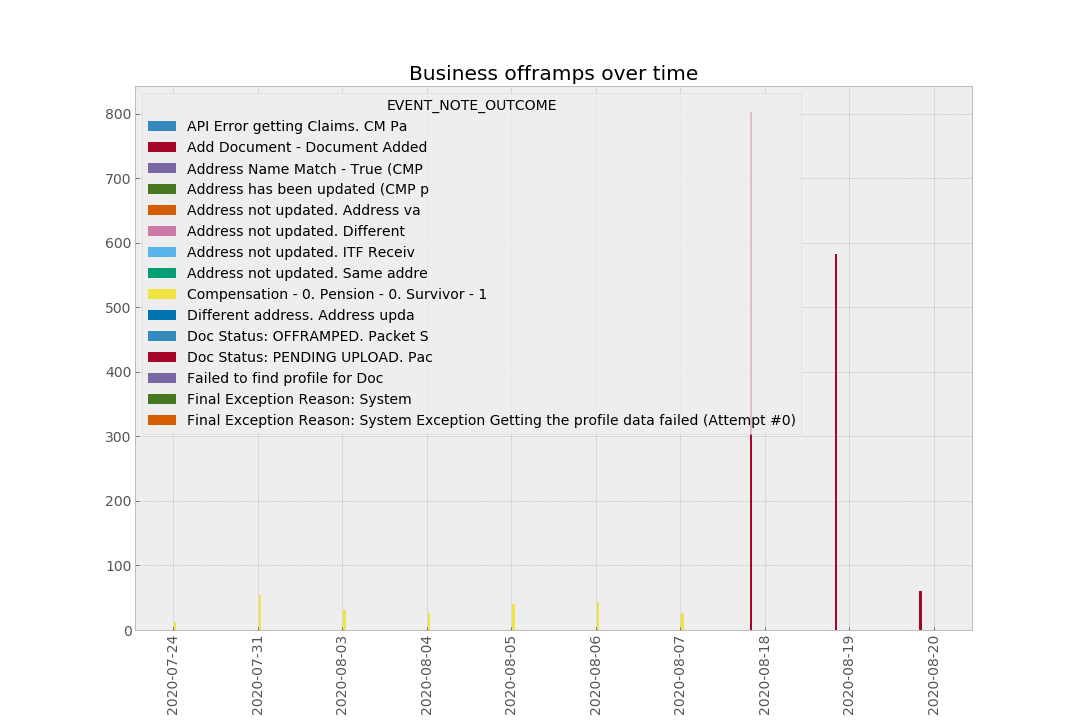 Business offramps over time
EVENT_NOTE_OUTCOME
API Error getting Claims. CM Pa
Add Document - Document Added
Address Name Match - True (CMP
Address has been updated (CMP p
Address not updated. Address va
Address not updated. Different
Address not updated. ITF Receiv
Address not updated. Same addre
Compensation - 0. Pension - 0. Survivor - 1
Different address. Address upda
Doc Status: OFFRAMPED. Packet S
Doc Status: PENDING UPLOAD. Pac
Failed to find profile for Doc
Final Exception Reason: System
Final Exception Reason: System Exception Getting the profile data failed (Attempt #0)
800
700
600
500
400
300
200
100
0
2020-07-24
2020-07-31
2020-08-03
2020-08-04
2020-08-05
2020-08-06
2020-08-07
2020-08-18
2020-08-19
2020-08-20